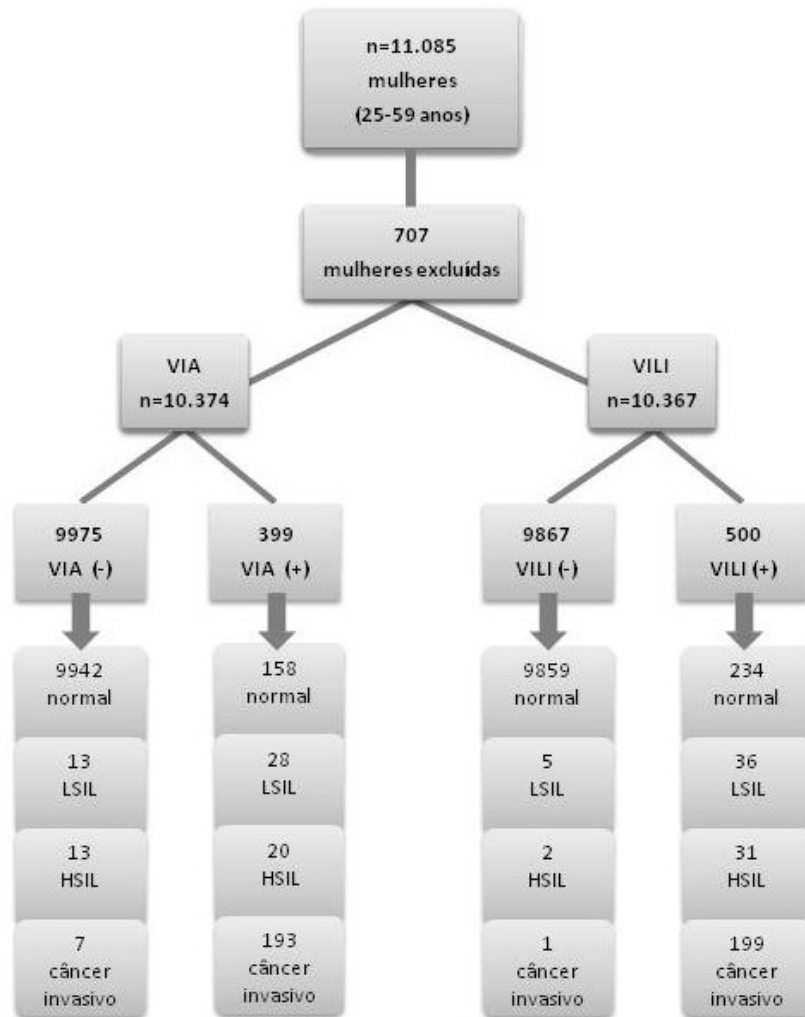 n=11.085
mulheres
(25-59 anos)
707
mulheres excluídas
VIA
n=10.374
VILI
n=10.367
9975
VIA (-)
399
VIA (+)
9867
VILI (-)
500
VILI (+)
9942
normal
158
normal
9859
normal
234
normal
13
LSIL
28
LSIL
5
LSIL
36
LSIL
13
HSIL
20
HSIL
2
HSIL
31
HSIL
7
câncer
invasivo
193
câncer
invasivo
1
câncer
invasivo
199
câncer
invasivo